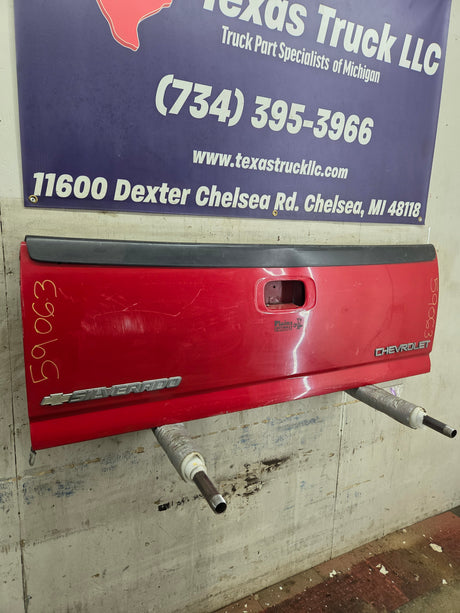 Texas Truck LLC
Truck Part Specialists of Michigan
(734) 395-3966
www.texastruckllc.com
11600 Dexter Chelsea Rd. Chelsea, MI 48118
59063
59063
SILVERADO
CHEVROLET